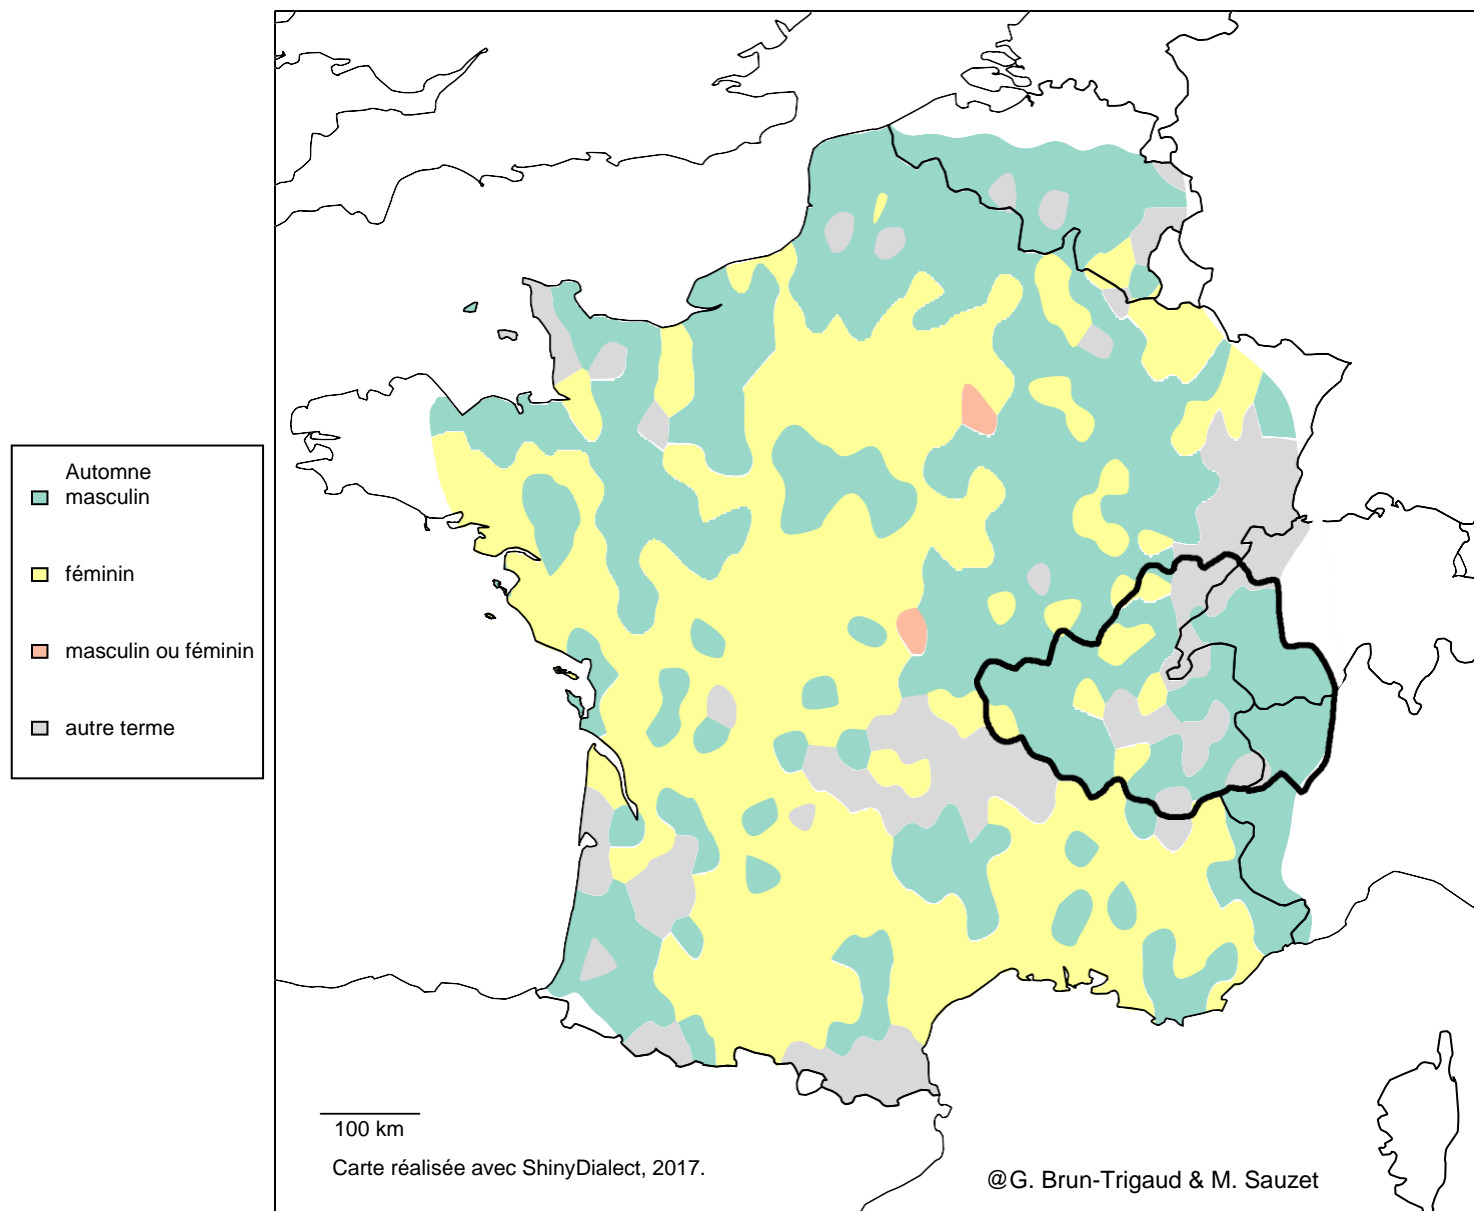 Automne
masculin
féminin
masculin ou féminin
autre terme
100 km
Carte réalisée avec ShinyDialect, 2017.
@G. Brun-Trigaud & M. Sauzet